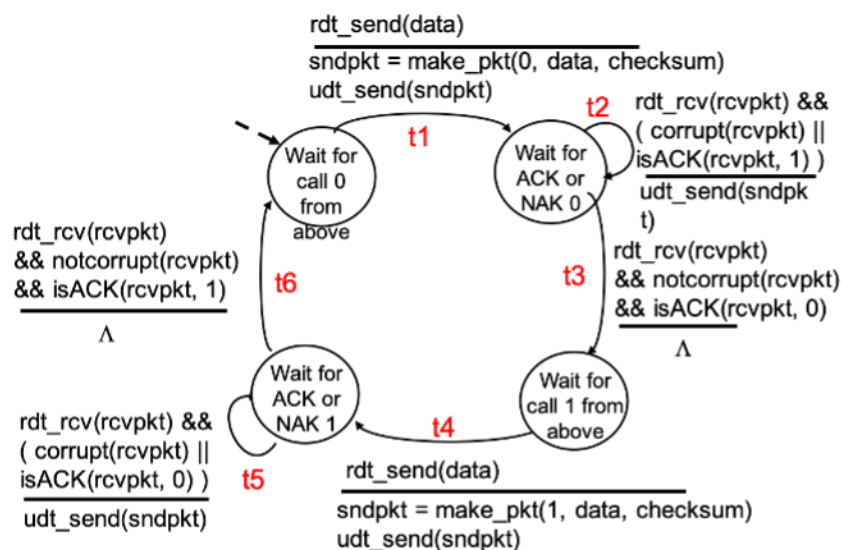 rdt_send(data)
sndpkt = make_pkt(0, data, checksum)
udt_send(sndpkt)
t1
t2
rdt_rcv(rcvpkt) &&
( corrupt(rcvpkt) ||
isACK(rcvpkt, 1) )
udt_send(sndpk
t)
Wait for
call 0
from
above
Wait for
ACK or
NAK 0
rdt_rcv(rcvpkt)
&& notcorrupt(rcvpkt)
&& isACK(rcvpkt, 1)
Λ
t6
t3
rdt_rcv(rcvpkt)
&& notcorrupt(rcvpkt)
&& isACK(rcvpkt, 0)
Λ
Wait for
ACK or
NAK 1
Wait for
call 1 from
above
rdt_rcv(rcvpkt) &&
( corrupt(rcvpkt) ||
isACK(rcvpkt, 0) )
udt_send(sndpkt)
t5
t4
rdt_send(data)
sndpkt = make_pkt(1, data, checksum)
udt_send(sndpkt)